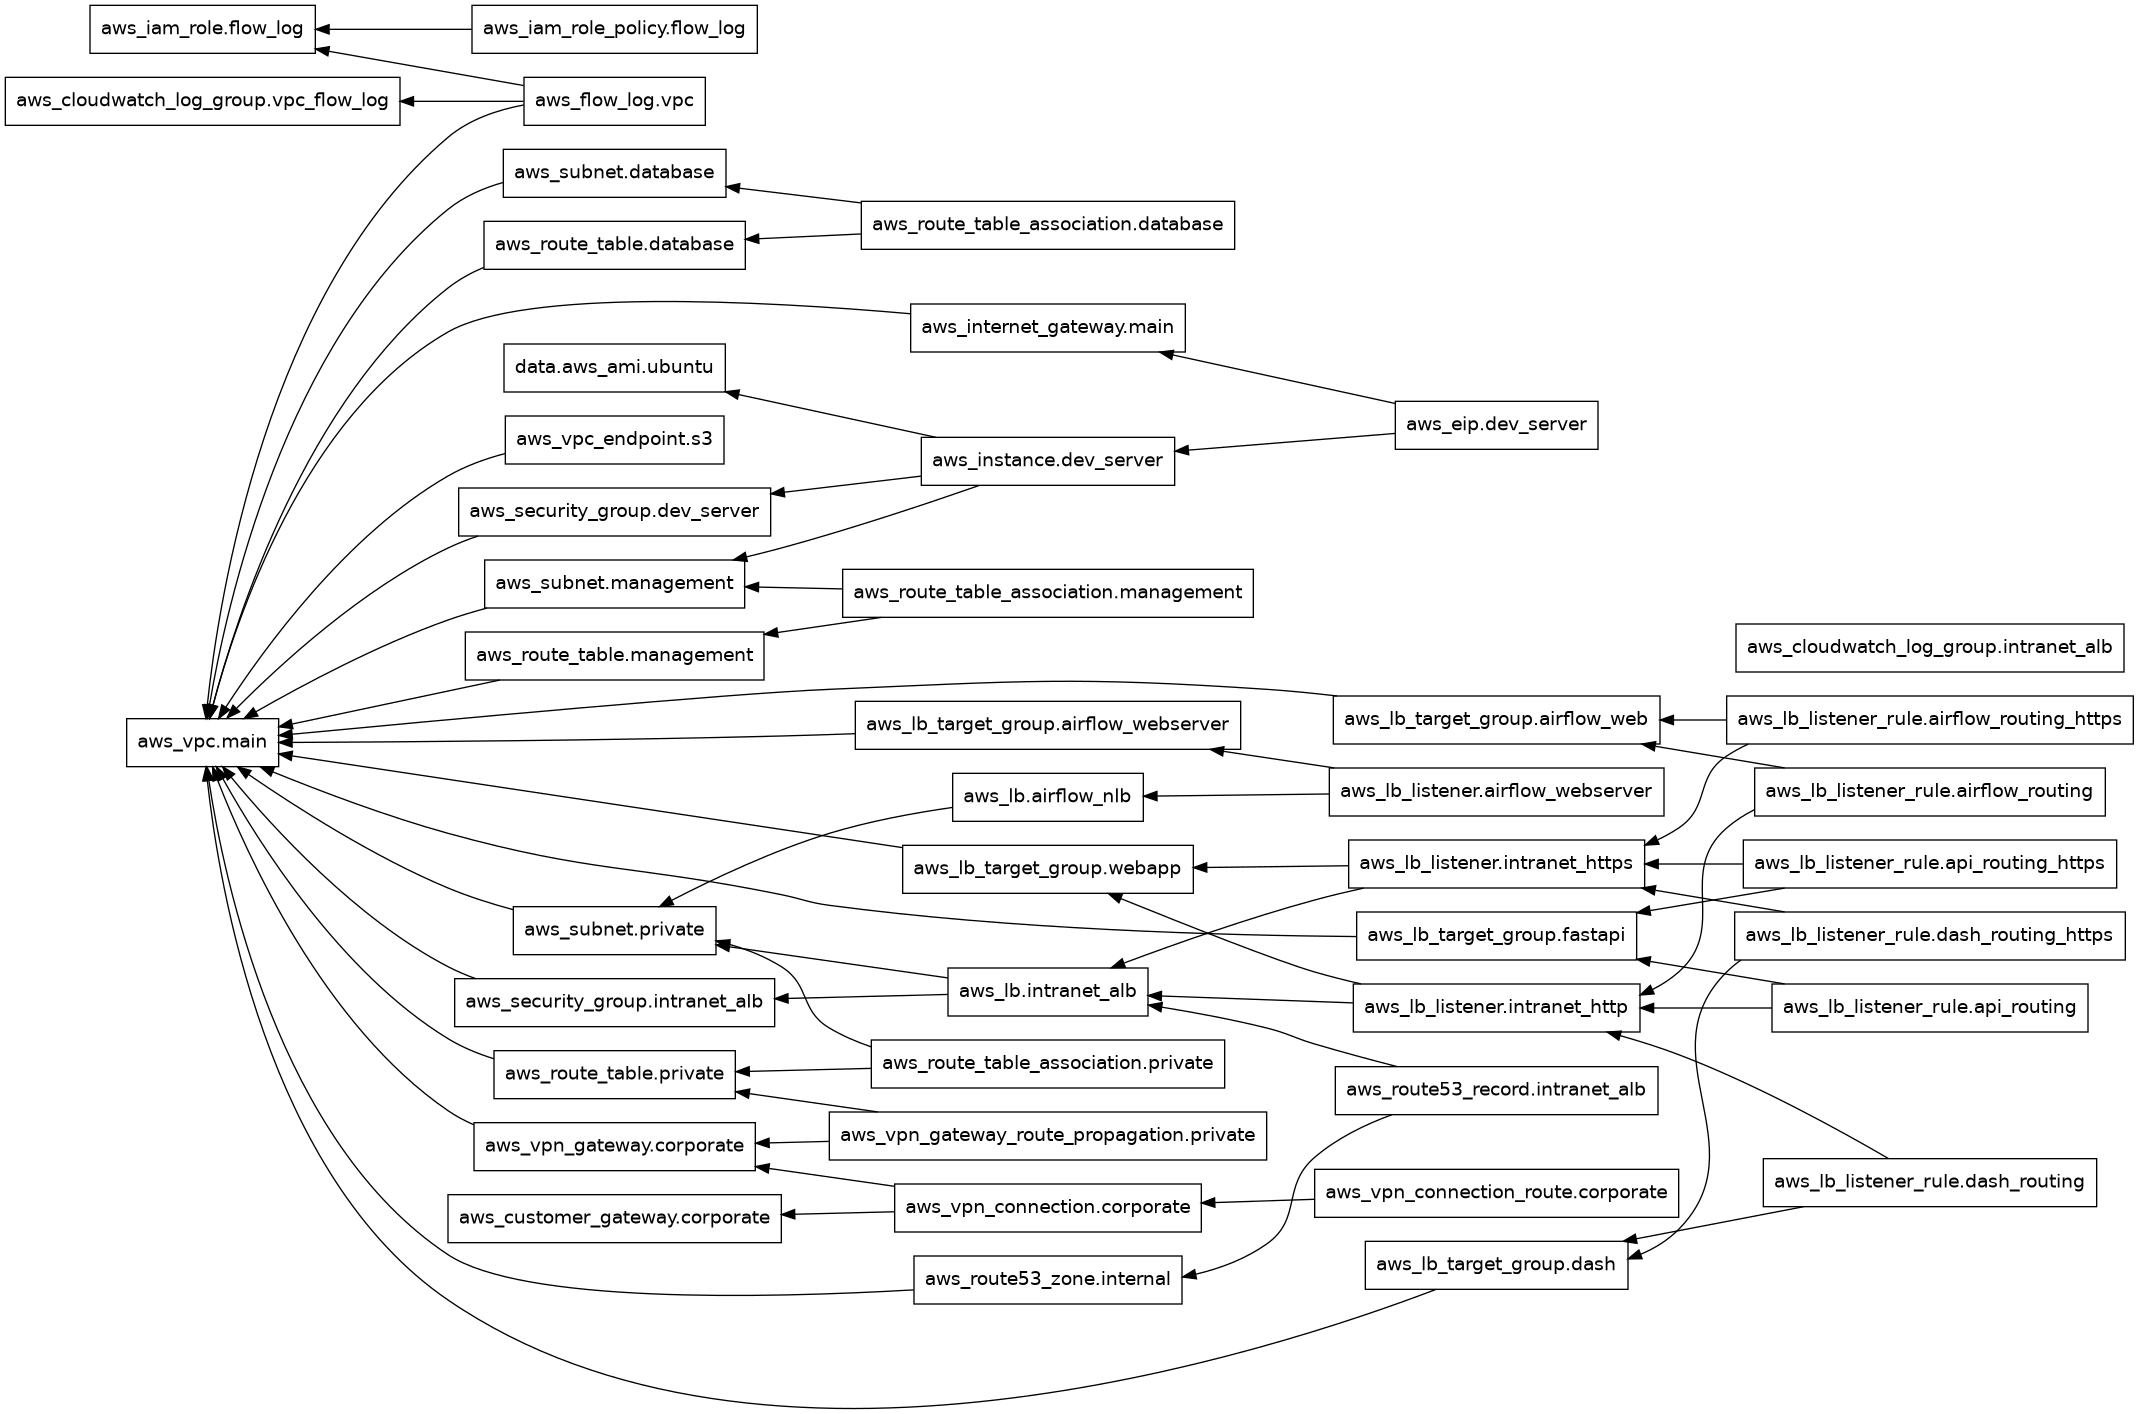 aws_iam_role.flow_log
aws_iam_role_policy.flow_log
aws_cloudwatch_log_group.vpc_flow_log
aws_flow_log.vpc
aws_subnet.database
aws_route_table_association.database
aws_route_table.database
aws_internet_gateway.main
data.aws_ami.ubuntu
aws_eip.dev_server
aws_vpc_endpoint.s3
aws_instance.dev_server
aws_security_group.dev_server
aws_subnet.management
aws_route_table_association.management
aws_route_table.management
aws_cloudwatch_log_group.intranet_alb
aws_vpc.main
aws_lb_target_group.airflow_webserver
aws_lb_target_group.airflow_web
aws_lb_listener_rule.airflow_routing_https
aws_lb.airflow_nlb
aws_lb_listener.airflow_webserver
aws_lb_listener_rule.airflow_routing
aws_lb_target_group.webapp
aws_lb_listener.intranet_https
aws_lb_listener_rule.api_routing_https
aws_subnet.private
aws_lb_target_group.fastapi
aws_lb_listener_rule.dash_routing_https
aws_security_group.intranet_alb
aws_lb.intranet_alb
aws_lb_listener.intranet_http
aws_lb_listener_rule.api_routing
aws_route_table.private
aws_route_table_association.private
aws_route53_record.intranet_alb
aws_vpn_gateway.corporate
aws_vpn_gateway_route_propagation.private
aws_customer_gateway.corporate
aws_vpn_connection.corporate
aws_vpn_connection_route.corporate
aws_lb_listener_rule.dash_routing
aws_route53_zone.internal
aws_lb_target_group.dash